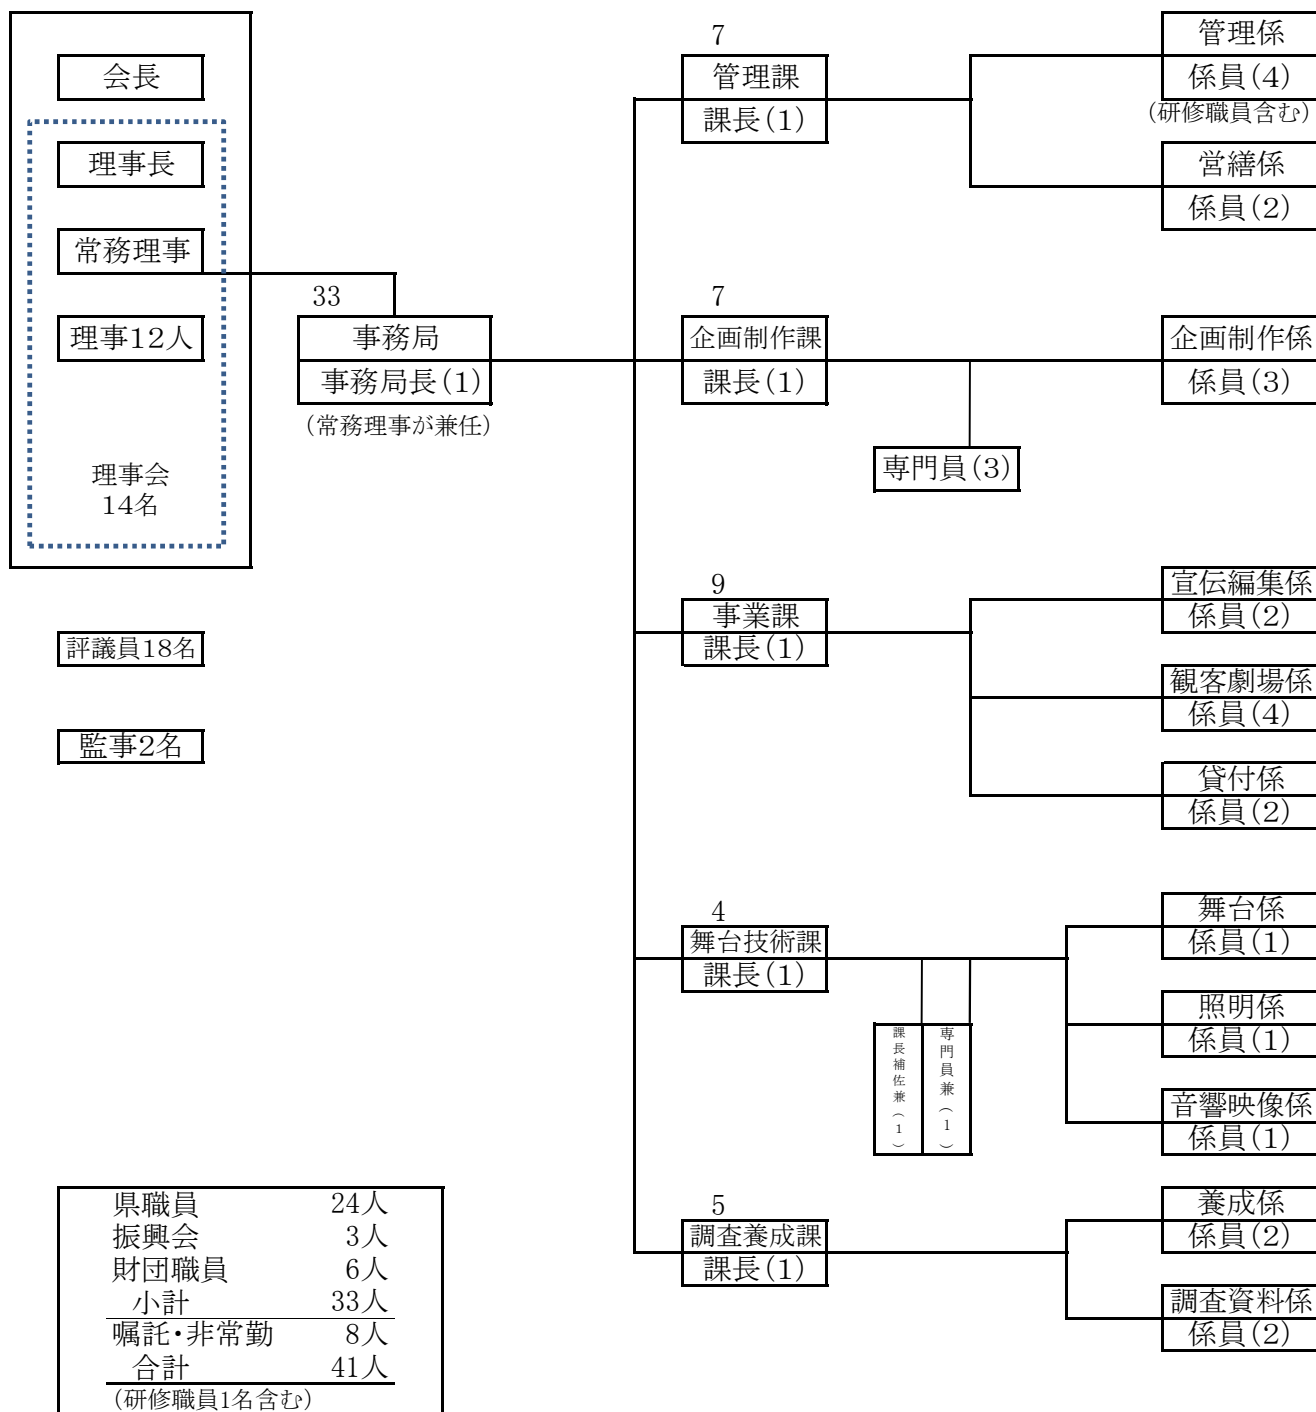 会長
理事長
常務理事
理事12人
理事会
14名
評議員18名
監事2名
33
事務局
事務局長(1)
(常務理事が兼任)
7
管理課
課長(1)
管理係
係員(4)
(研修職員含む)
営繕係
係員(2)
7
企画制作課
課長(1)
専門員(3)
企画制作係
係員(3)
9
事業課
課長(1)
宣伝編集係
係員(2)
観客劇場係
係員(4)
貸付係
係員(2)
4
舞台技術課
課長(1)
課長補佐兼(1)
専門員兼(1)
舞台係
係員(1)
照明係
係員(1)
音響映像係
係員(1)
5
調査養成課
課長(1)
養成係
係員(2)
調査資料係
係員(2)
県職員 24人
振興会 3人
財団職員 6人
小計 33人
嘱託・非常勤 8人
合計 41人
(研修職員1名含む)